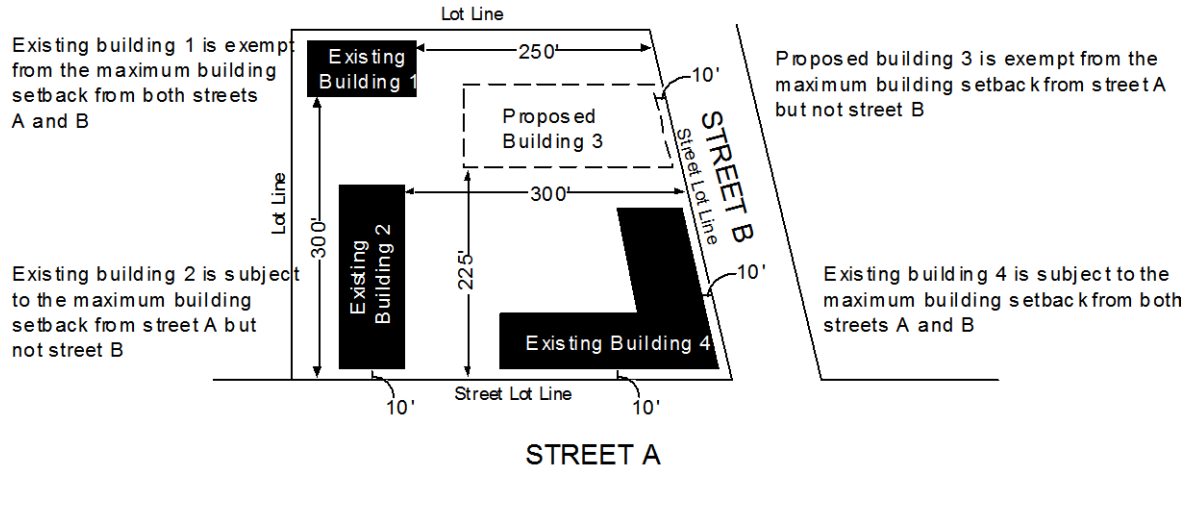 Lot Line
Existing building 1 is exempt
from the maximum building
setback from both streets
A and B
Existing
Building 1
250'
10'
Proposed building 3 is exempt from the
maximum building setback from street A
but not street B
Proposed
Building 3
STREET B
Street Lot Line
Lot Line
300'
300'
Existing
Building 2
225'
Existing building 2 is subject
to the maximum building
setback from street A but
not street B
10'
Existing building 4 is subject to the
maximum building setback from both
streets A and B
Existing Building 4
10'
Street Lot Line
10'
STREET A